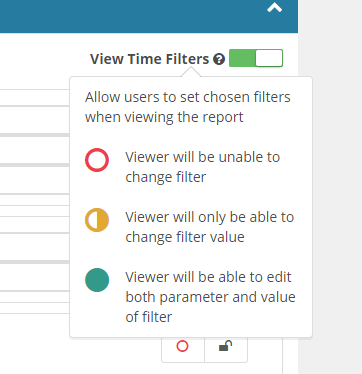 View Time Filters ?
Allow users to set chosen filters
when viewing the report
Viewer will be unable to
change filter
Viewer will only be able to
change filter value
Viewer will be able to edit
both parameter and value
of filter